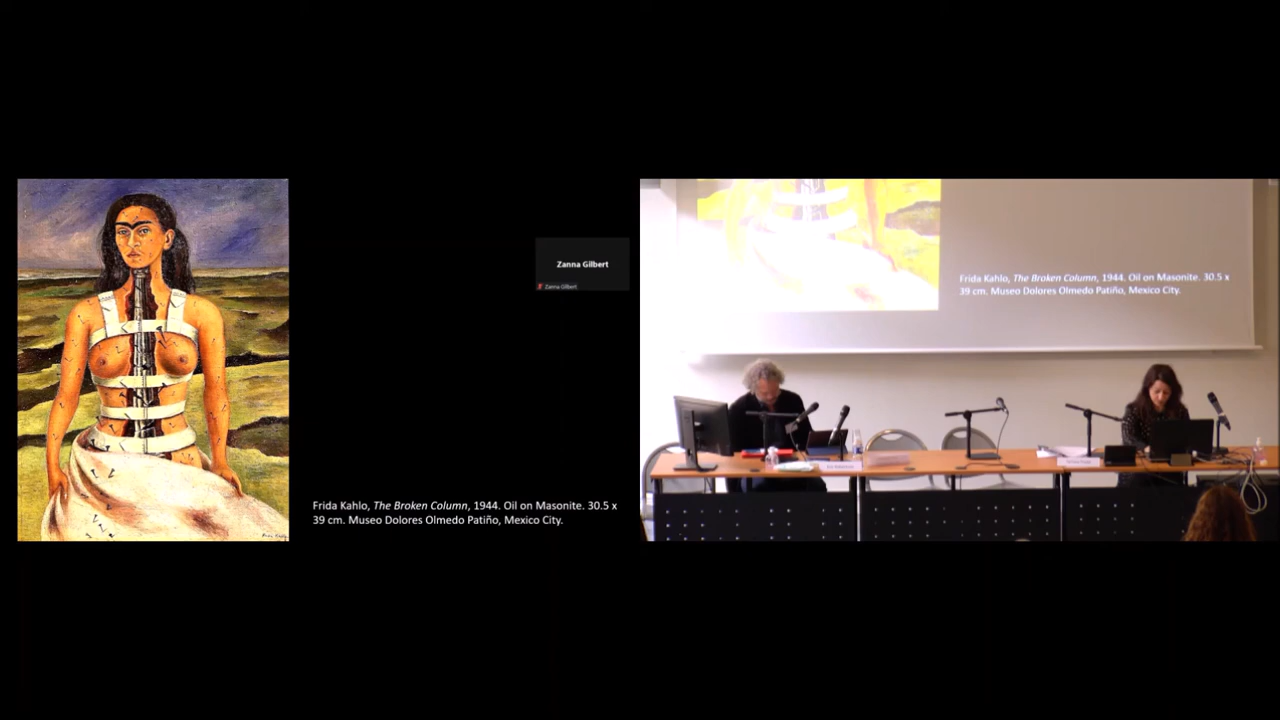 Zanna Gilbert
Zanna Gilbert
Frida Kahlo, The Broken Column, 1944. Oil on Masonite. 30.5 x
39 cm. Museo Dolores Olmedo Patiño, Mexico City.
Frida Kahlo, The Broken Column, 1944. Oil on Masonite. 30.5 x
39 cm. Museo Dolores Olmedo Patiño, Mexico City.